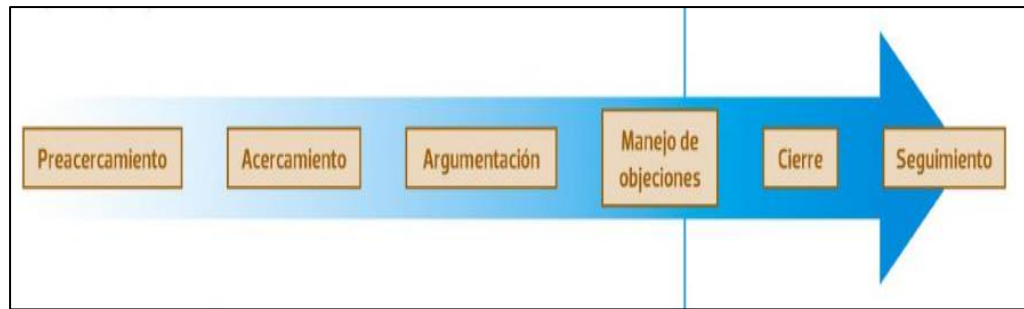 Preacercamiento
Acercamiento
Argumentación
Manejo de
objeciones
Cierre
Seguimiento